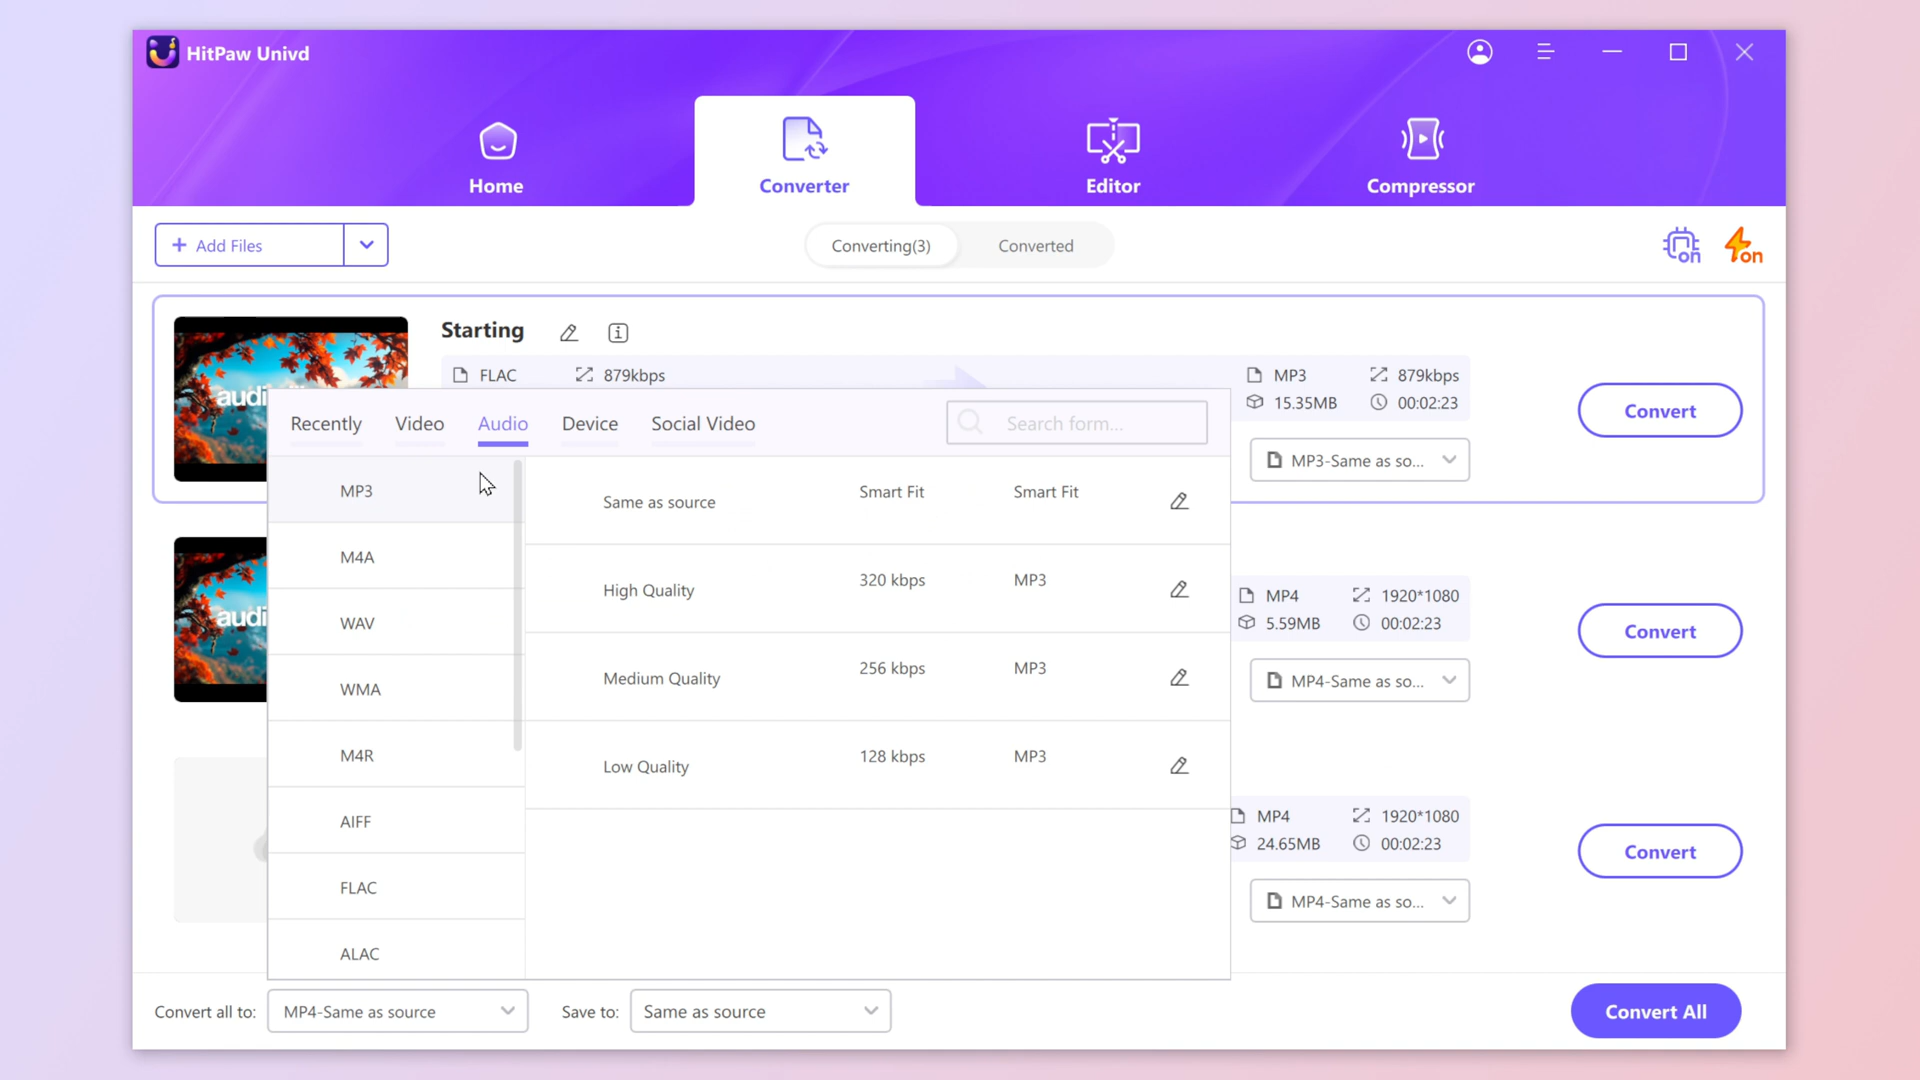 HitPaw Univd
Home
Converter
Editor
Compressor
+ Add Files
Converting(3)
Converted
on
on
Starting
FLAC
879kbps
MP3
879kbps
15.35MB
00:02:23
MP3-Same as so...
Convert
audi
Recently
Video
Audio
Device
Social Video
Search form...
MP3
M4A
WAV
WMA
M4R
AIFF
FLAC
ALAC
Same as source
Smart Fit
Smart Fit
High Quality
320 kbps
MP3
Medium Quality
256 kbps
MP3
Low Quality
128 kbps
MP3
audi
MP4
1920*1080
5.59MB
00:02:23
MP4-Same as so...
Convert
MP4
1920*1080
24.65MB
00:02:23
MP4-Same as so...
Convert
Convert all to:
MP4-Same as source
Save to:
Same as source
Convert All